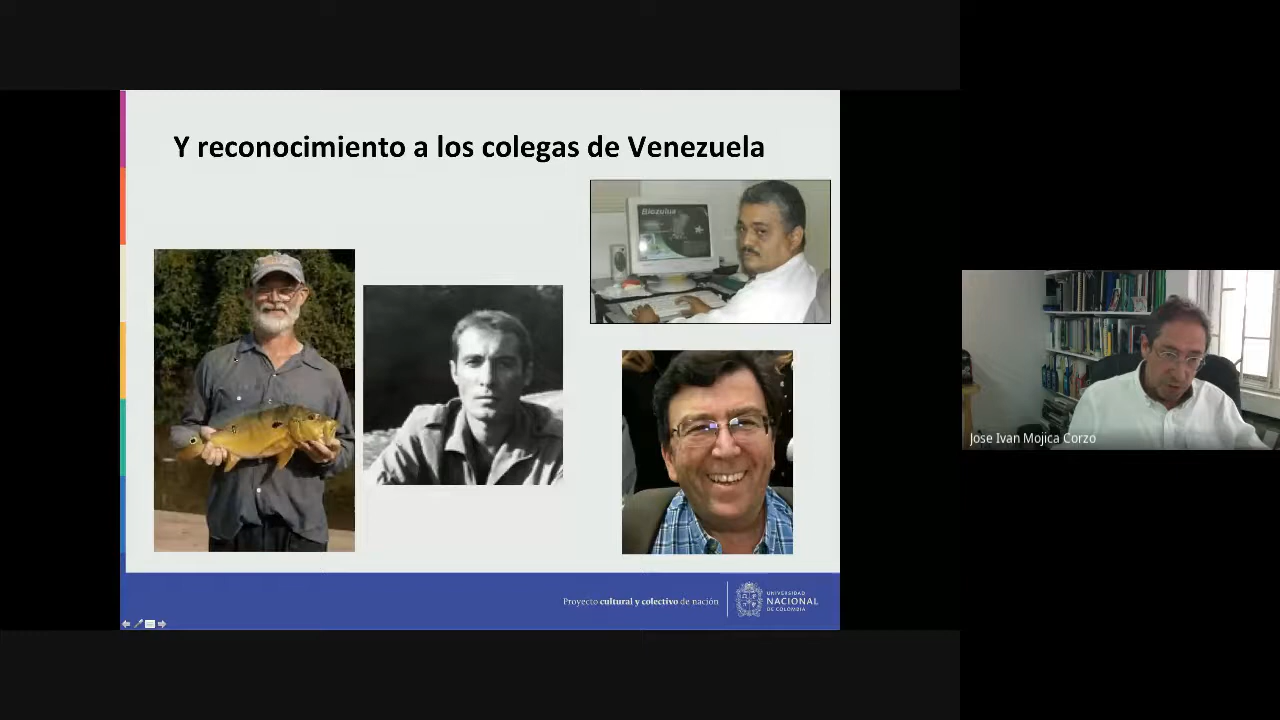 Y reconocimiento a los colegas de Venezuela
Biozulua
Jose Ivan Mojica Corzo
Proyecto cultural y colectivo de nación
UNIVERSIDAD
NACIONAL
DE COLOMBIA